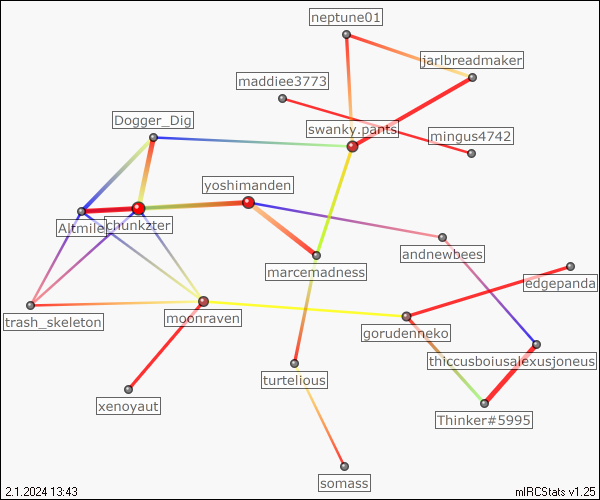 neptune01
jarlbreadmaker
maddiee3773
Dogger_Dig
swanky.pants
mingus4742
yoshimanden
Altmile
chunkzter
andnewbees
marcemadness
edgepanda
trash_skeleton
moonraven
gorudenneko
thiccusboiusalexusjoneus
turtelious
xenoyaut
Thinker#5995
somass
2.1.2024 13:43
mIRCStats v1.25